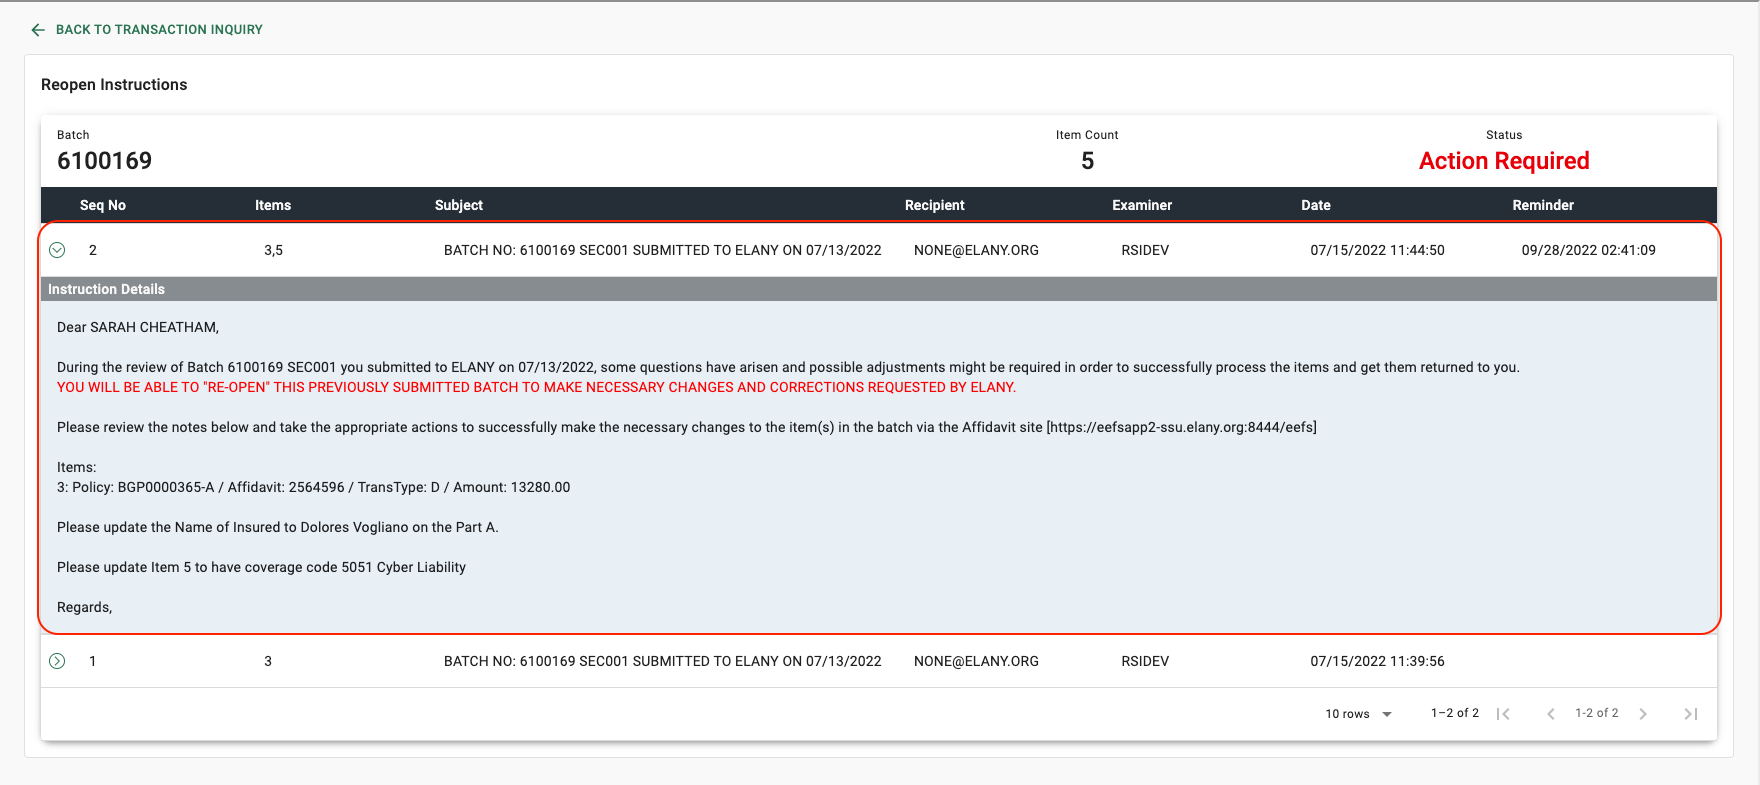 BACK TO TRANSACTION INQUIRY
Reopen Instructions
Batch Item Count Status
6100169 5 Action Required
Seq No Items Subject Recipient Examiner Date Reminder
2 3,5 BATCH NO: 6100169 SEC001 SUBMITTED TO ELANY ON 07/13/2022 NONE@ELANY.ORG RSIDEV 07/15/2022 11:44:50 09/28/2022 02:41:09
Instruction Details
Dear SARAH CHEATHAM,
During the review of Batch 6100169 SEC001 you submitted to ELANY on 07/13/2022, some questions have arisen and possible adjustments might be required in order to successfully process the items and get them returned to you.
YOU WILL BE ABLE TO "RE-OPEN" THIS PREVIOUSLY SUBMITTED BATCH TO MAKE NECESSARY CHANGES AND CORRECTIONS REQUESTED BY ELANY.
Please review the notes below and take the appropriate actions to successfully make the necessary changes to the item(s) in the batch via the Affidavit site [https://eefsapp2-ssu.elany.org:8444/eefs]
Items:
3: Policy: BGP0000365-A / Affidavit: 2564596 / TransType: D / Amount: 13280.00
Please update the Name of Insured to Dolores Vogliano on the Part A.
Please update Item 5 to have coverage code 5051 Cyber Liability
Regards,
1 3 BATCH NO: 6100169 SEC001 SUBMITTED TO ELANY ON 07/13/2022 NONE@ELANY.ORG RSIDEV 07/15/2022 11:39:56
10 rows 1–2 of 2 1-2 of 2